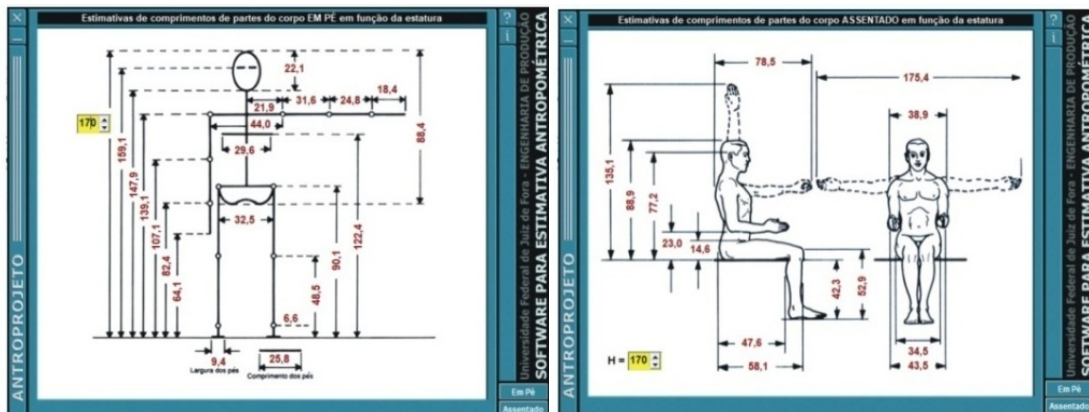 Estimativas de comprimentos de partes do corpo EM PÉ em função da estatura
?
i
22,1
18,4
31,6
24,8
21,9
44,0
29,6
88,4
170
159,1
147,9
139,1
107,1
82,4
64,1
32,5
122,4
90,1
48,5
6,6
9,4
Largura dos pés
25,8
Comprimento dos pés
ANTROPROJETO
Universidade Federal de Juiz de Fora - ENGENHARIA DE PRODUÇÃO
SOFTWARE PARA ESTIMATIVA ANTROPOMÉTRICA
Em Pé
Assentado
Estimativas de comprimentos de partes do corpo ASSENTADO em função da estatura
?
i
78,5
175,4
38,9
135,1
88,9
77,2
23,0
14,6
42,3
52,9
47,6
58,1
34,5
43,5
H = 170
ANTROPROJETO
Universidade Federal de Juiz de Fora - ENGENHARIA DE PRODUÇÃO
SOFTWARE PARA ESTIMATIVA ANTROPOMÉTRICA
Em Pé
Assentado